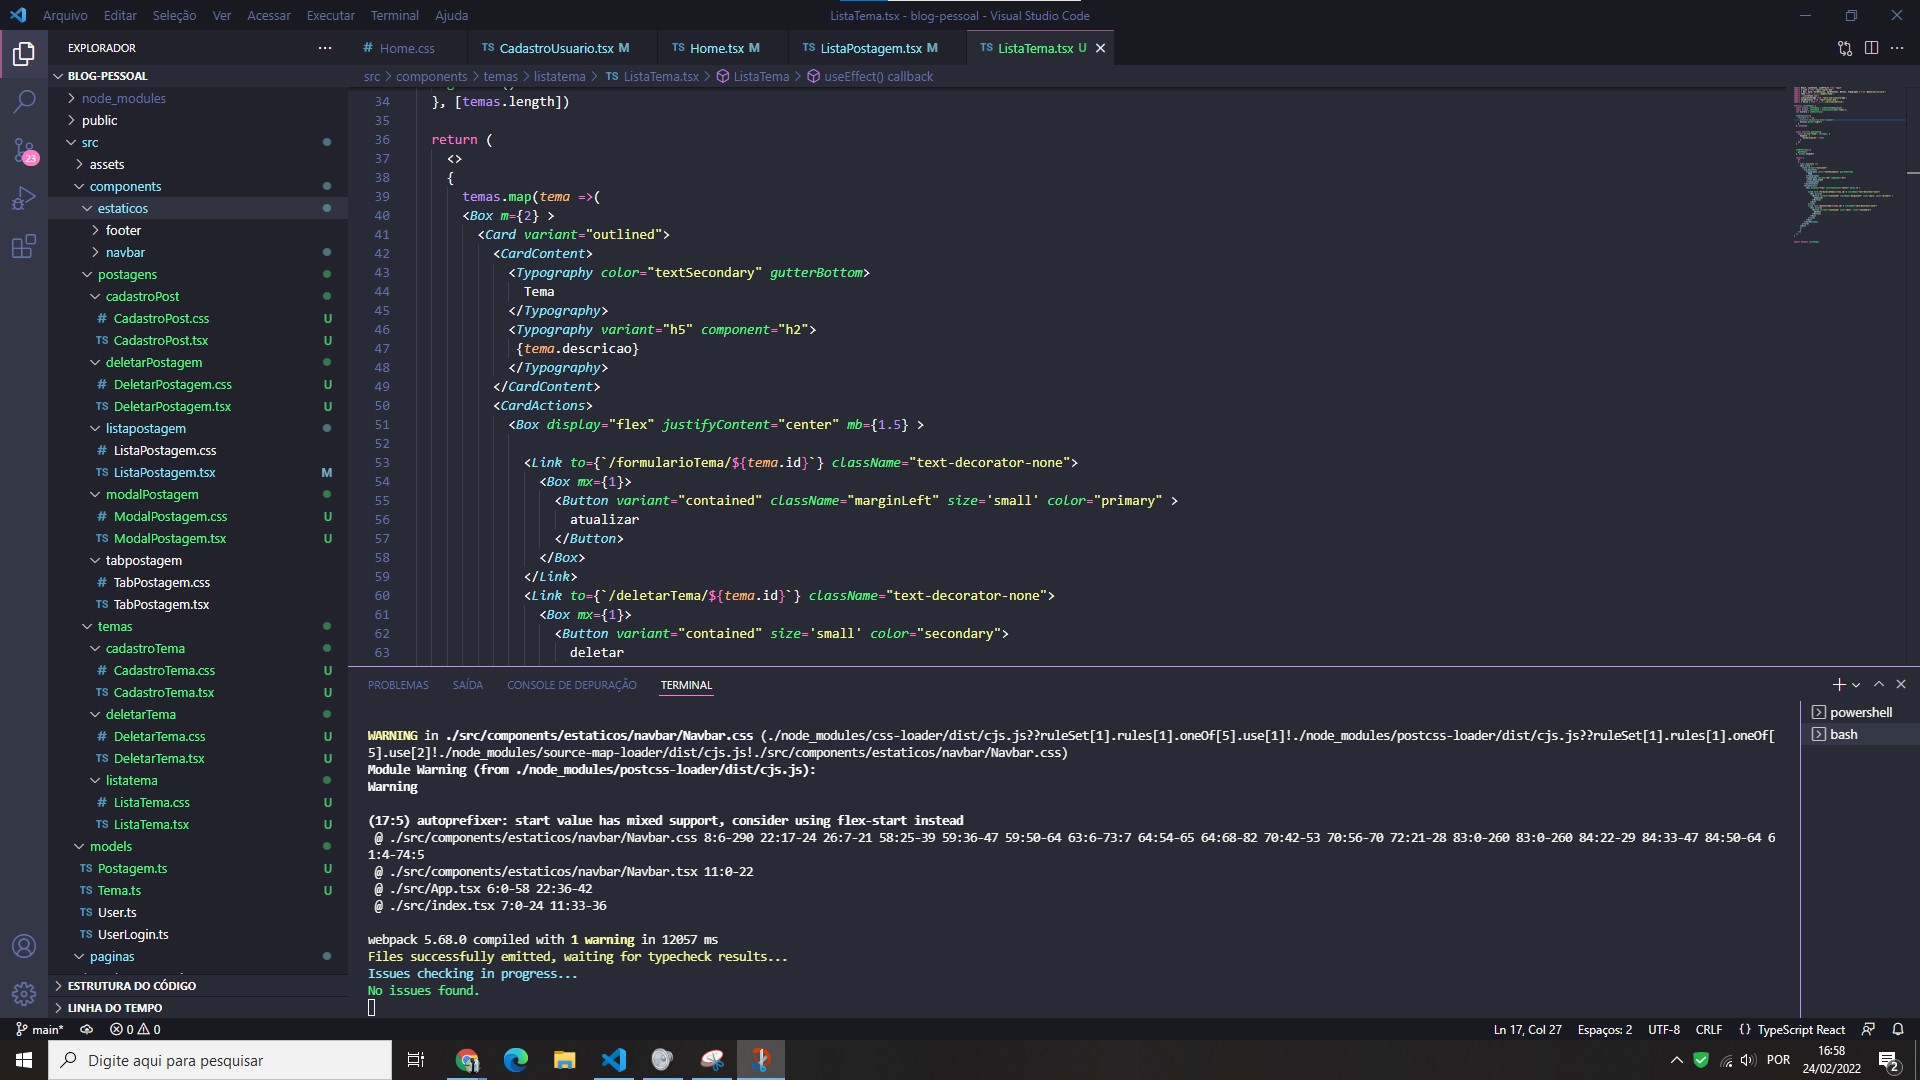 Arquivo Editar Seleção Ver Acessar Executar Terminal Ajuda
ListaTema.tsx - blog-pessoal - Visual Studio Code
EXPLORADOR
BLOG-PESSOAL
node_modules
public
src
assets
components
estaticos
footer
navbar
postagens
cadastroPost
# CadastroPost.css U
TS CadastroPost.tsx U
deletarPostagem
# DeletarPostagem.css U
TS DeletarPostagem.tsx U
listapostagem
# ListaPostagem.css
TS ListaPostagem.tsx M
modalPostagem
# ModalPostagem.css U
TS ModalPostagem.tsx U
tabpostagem
# TabPostagem.css
TS TabPostagem.tsx
temas
cadastroTema
# CadastroTema.css U
TS CadastroTema.tsx U
deletarTema
# DeletarTema.css U
TS DeletarTema.tsx U
listatema
# ListaTema.css U
TS ListaTema.tsx U
models
TS Postagem.ts U
TS Tema.ts U
TS User.ts
TS UserLogin.ts
paginas
ESTRUTURA DO CÓDIGO
LINHA DO TEMPO
23
# Home.css
TS CadastroUsuario.tsx M
TS Home.tsx M
TS ListaPostagem.tsx M
TS ListaTema.tsx U
src > components > temas > listatema > TS ListaTema.tsx > ListaTema > useEffect() callback
34 }, [temas.length])
35
36 return (
37 <>
38 {
39 temas.map(tema =>(
40 <Box m={2} >
41 <Card variant="outlined">
42 <CardContent>
43 <Typography color="textSecondary" gutterBottom>
44 Tema
45 </Typography>
46 <Typography variant="h5" component="h2">
47 {tema.descricao}
48 </Typography>
49 </CardContent>
50 <CardActions>
51 <Box display="flex" justifyContent="center" mb={1.5} >
52
53 <Link to={`/formularioTema/${tema.id}`} className="text-decorator-none">
54 <Box mx={1}>
55 <Button variant="contained" className="marginLeft" size='small' color="primary" >
56 atualizar
57 </Button>
58 </Box>
59 </Link>
60 <Link to={`/deletarTema/${tema.id}`} className="text-decorator-none">
61 <Box mx={1}>
62 <Button variant="contained" size='small' color="secondary">
63 deletar
PROBLEMAS SAÍDA CONSOLE DE DEPURAÇÃO TERMINAL
WARNING in ./src/components/estaticos/navbar/Navbar.css (./node_modules/css-loader/dist/cjs.js??ruleSet[1].rules[1].oneOf[5].use[1]!./node_modules/postcss-loader/dist/cjs.js??ruleSet[1].rules[1].oneOf[
5].use[2]!./node_modules/source-map-loader/dist/cjs.js!./src/components/estaticos/navbar/Navbar.css)
Module Warning (from ./node_modules/postcss-loader/dist/cjs.js):
Warning
(17:5) autoprefixer: start value has mixed support, consider using flex-start instead
@ ./src/components/estaticos/navbar/Navbar.css 8:6-290 22:17-24 26:7-21 58:25-39 59:36-47 59:50-64 63:6-73:7 64:54-65 64:68-82 70:42-53 70:56-70 72:21-28 83:0-260 83:0-260 84:22-29 84:33-47 84:50-64 6
1:4-74:5
@ ./src/components/estaticos/navbar/Navbar.tsx 11:0-22
@ ./src/App.tsx 6:0-58 22:36-42
@ ./src/index.tsx 7:0-24 11:33-36
webpack 5.68.0 compiled with 1 warning in 12057 ms
Files successfully emitted, waiting for typecheck results...
Issues checking in progress...
No issues found.
powershell
bash
main* 0 0
Ln 17, Col 27 Espaços: 2 UTF-8 CRLF {} TypeScript React
Digite aqui para pesquisar
POR
16:58
24/02/2022
2